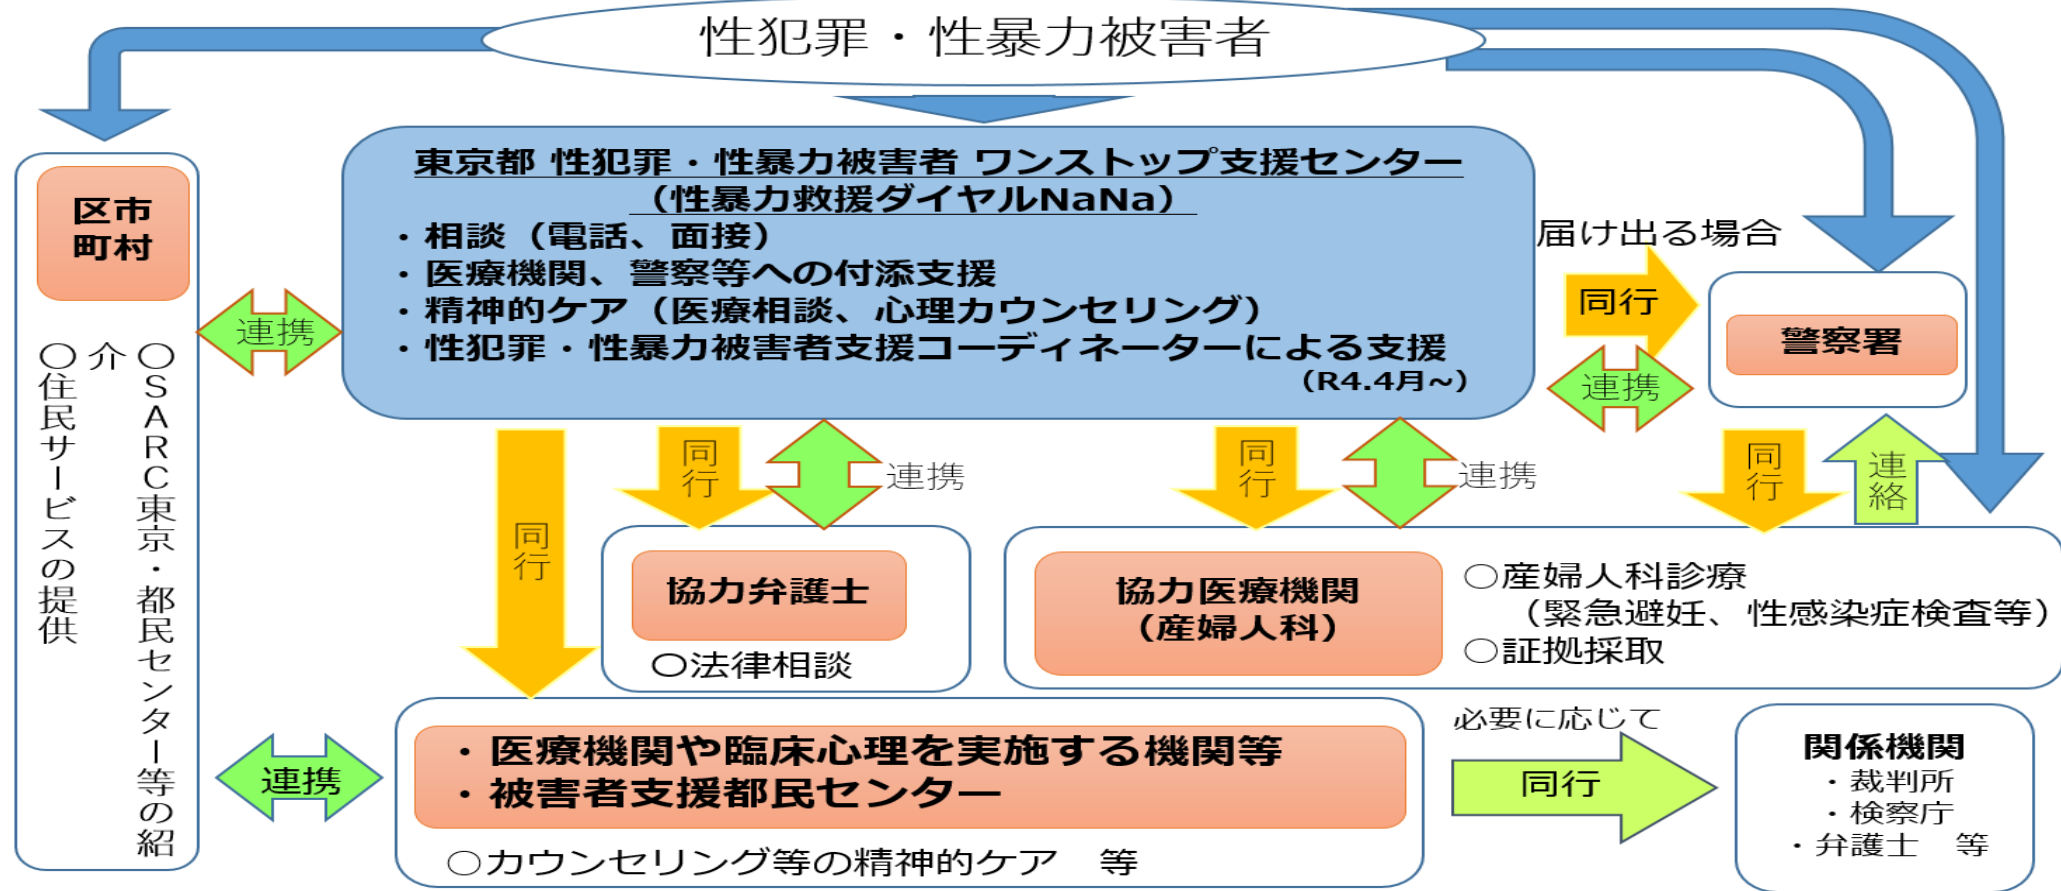 性犯罪・性暴力被害者
東京都 性犯罪・性暴力被害者 ワンストップ支援センター
（性暴力救援ダイヤルNaNa）
・相談（電話、面接）
・医療機関、警察等への付添支援
・精神的ケア（医療相談、心理カウンセリング）
・性犯罪・性暴力被害者支援コーディネーターによる支援
（R4.4月~）
区市
町村
〇SARC東京・都民センター等の紹
介
〇住民サービスの提供
連携
届け出る場合
同行
連携
警察署
同行
同行
連携
同行
連携
同行
連絡
協力弁護士
〇法律相談
協力医療機関
（産婦人科）
○産婦人科診療
（緊急避妊、性感染症検査等）
○証拠採取
連携
・医療機関や臨床心理を実施する機関等
・被害者支援都民センター
○カウンセリング等の精神的ケア　等
必要に応じて
同行
関係機関
・裁判所
・検察庁
・弁護士　等